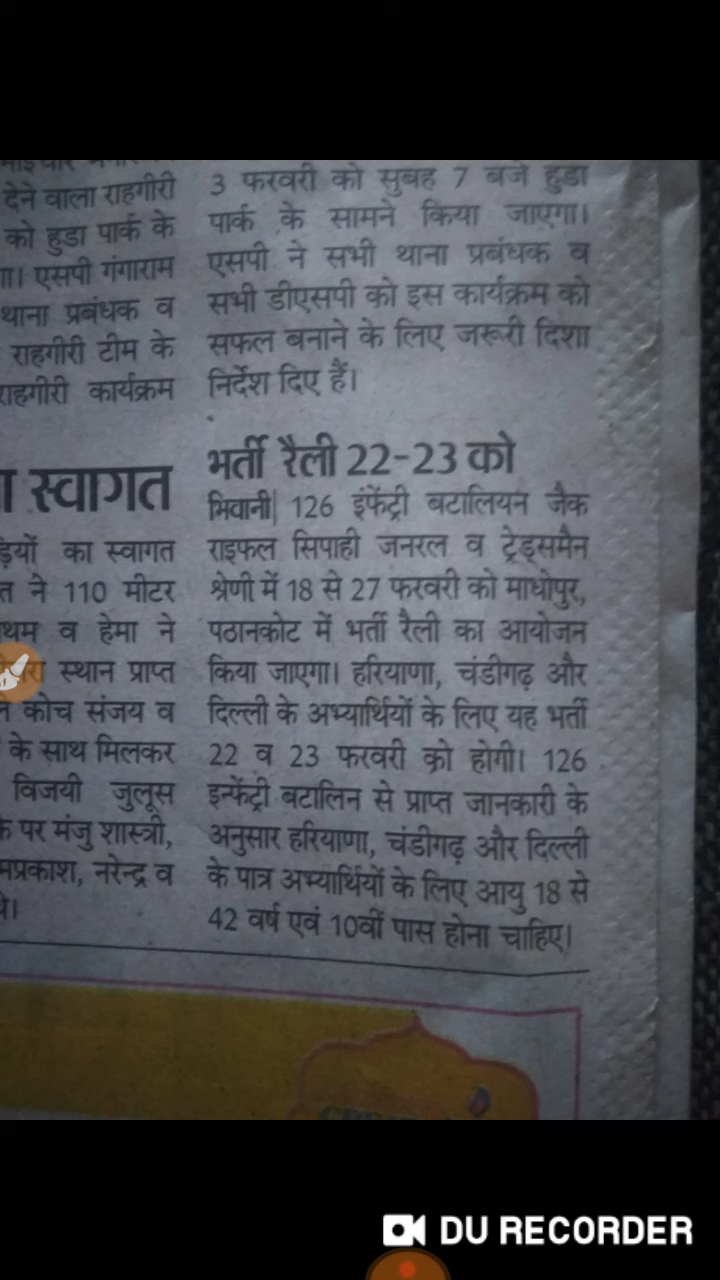 देने वाला राहगीरी
को हुडा पार्क के
गा। एसपी गंगाराम
थाना प्रबंधक व
राहगीरी टीम के
राहगीरी कार्यक्रम
स्वागत
का स्वागत
त ने 110 मीटर
थम व हेमा ने
स्थान प्राप्त
कोच संजय व
के साथ मिलकर
विजयी जुलूस
के पर मंजु शास्त्री,
मप्रकाश, नरेन्द्र व
थे।
3 फरवरी को सुबह 7 बजे हुडा
पार्क के सामने किया जाएगा।
एसपी ने सभी थाना प्रबंधक व
सभी डीएसपी को इस कार्यक्रम को
सफल बनाने के लिए जरूरी दिशा
निर्देश दिए हैं।
भर्ती रैली 22-23 को
भिवानी| 126 इंफेंट्री बटालियन जैक
राइफल सिपाही जनरल व ट्रेड्समैन
श्रेणी में 18 से 27 फरवरी को माधोपुर,
पठानकोट में भर्ती रैली का आयोजन
किया जाएगा। हरियाणा, चंडीगढ़ और
दिल्ली के अभ्यार्थियों के लिए यह भर्ती
22 व 23 फरवरी को होगी। 126
इन्फेंट्री बटालिन से प्राप्त जानकारी के
अनुसार हरियाणा, चंडीगढ़ और दिल्ली
के पात्र अभ्यार्थियों के लिए आयु 18 से
42 वर्ष एवं 10वीं पास होना चाहिए।
DU RECORDER